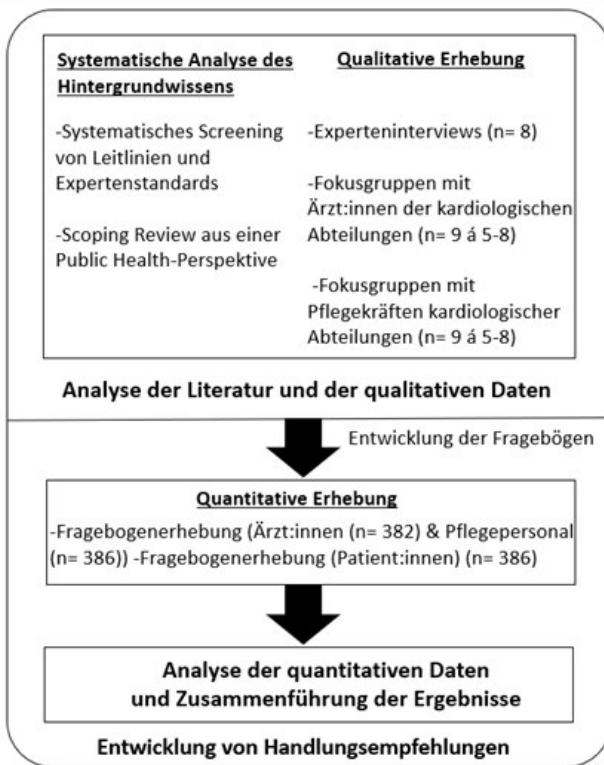 Systematische Analyse des
Hintergrundwissens
-Systematisches Screening
von Leitlinien und
Expertenstandards
-Scoping Review aus einer
Public Health-Perspektive
Qualitative Erhebung
-Experteninterviews (n= 8)
-Fokusgruppen mit
Ärzt:innen der kardiologischen
Abteilungen (n= 9 á 5-8)
-Fokusgruppen mit
Pflegekräften kardiologischer
Abteilungen (n= 9 á 5-8)
Analyse der Literatur und der qualitativen Daten
Entwicklung der Fragebögen
Quantitative Erhebung
-Fragebogenerhebung (Ärzt:innen (n= 382) & Pflegepersonal
(n= 386)) -Fragebogenerhebung (Patient:innen) (n= 386)
Analyse der quantitativen Daten
und Zusammenführung der Ergebnisse
Entwicklung von Handlungsempfehlungen